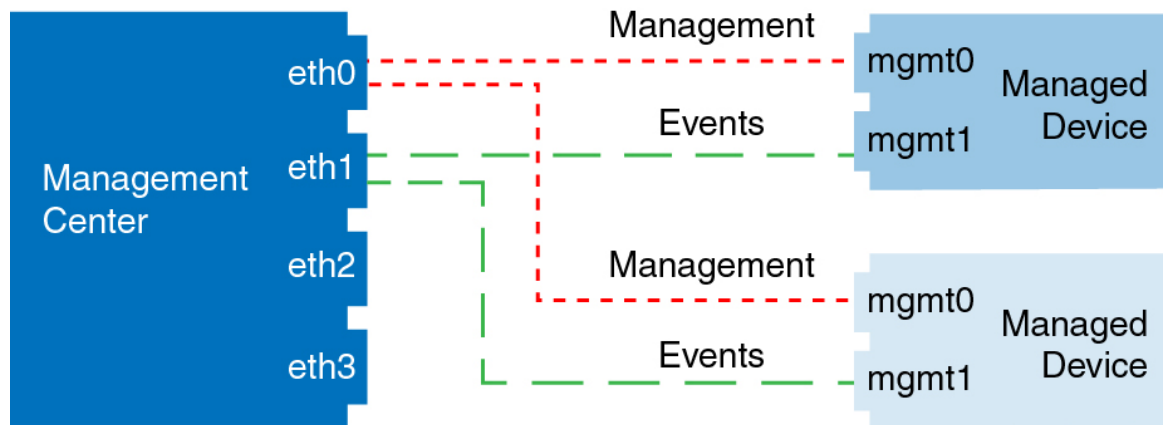 Management
Center
eth0
eth1
eth2
eth3
Management
Events
mgmt0
mgmt1
Managed
Device
Management
Events
mgmt0
mgmt1
Managed
Device